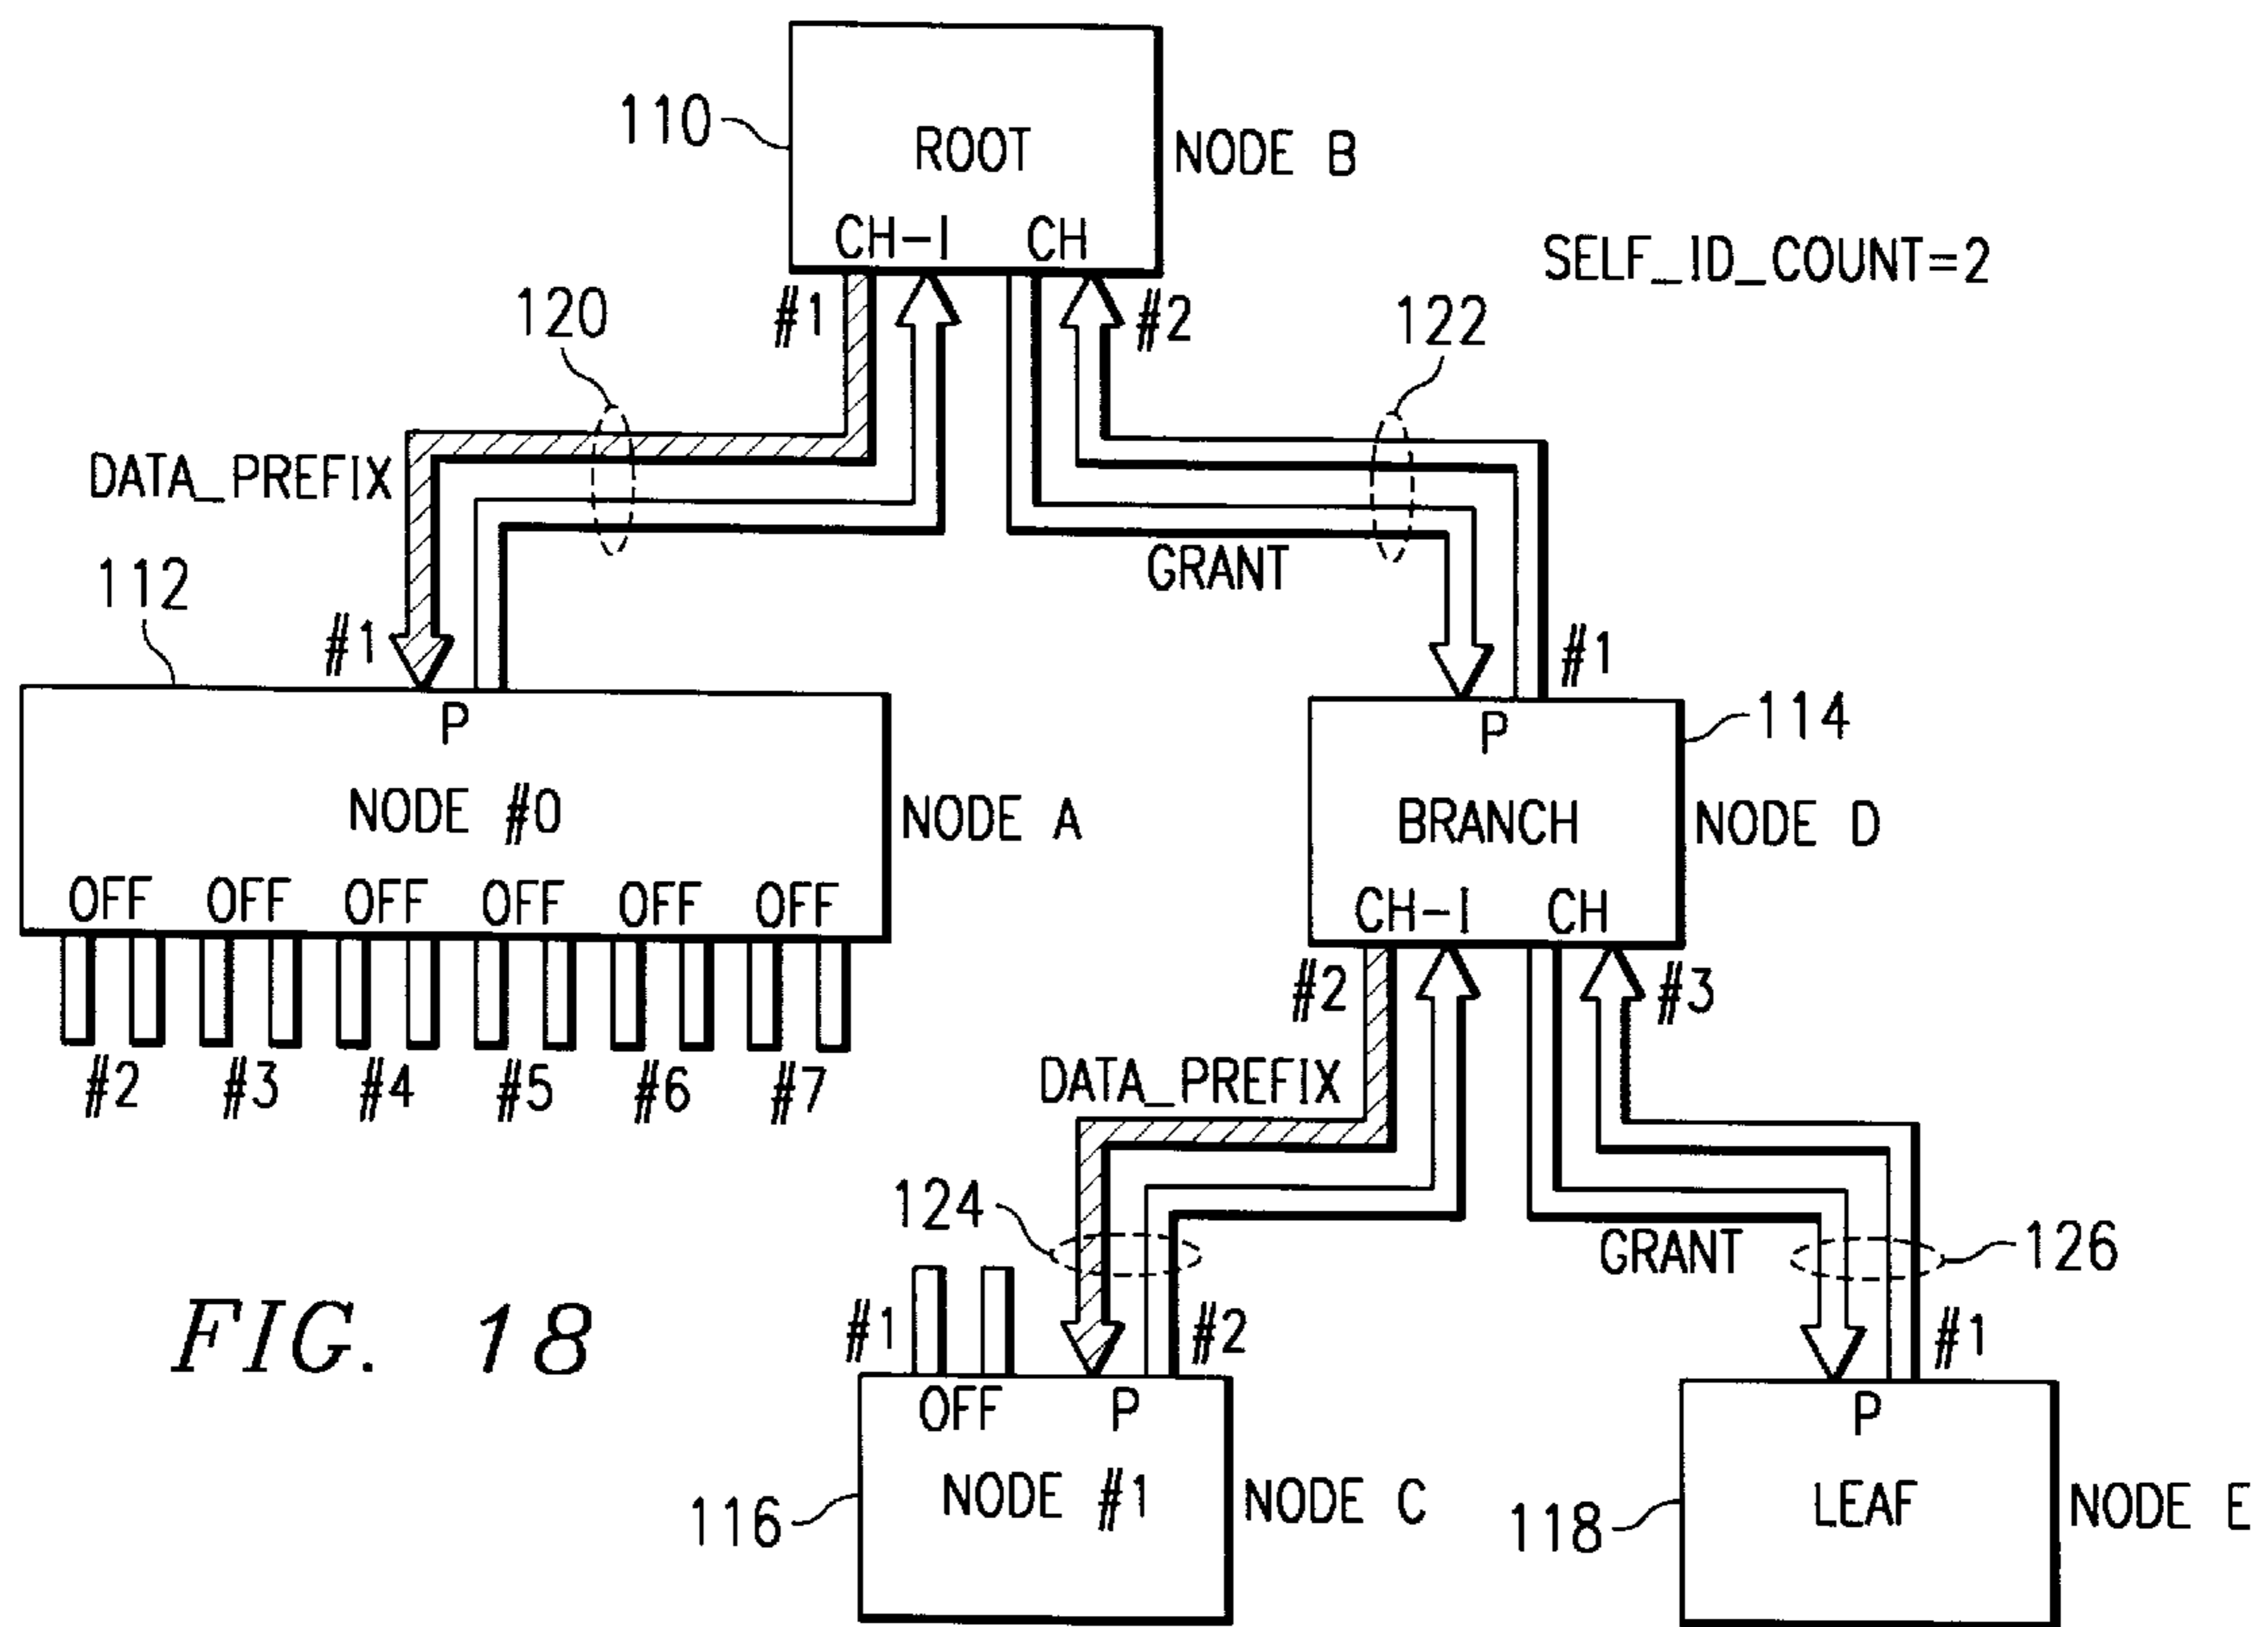 110
ROOT
NODE B
CH-I
CH
SELF_ID_COUNT=2
#1
#2
120
122
DATA_PREFIX
GRANT
112
#1
#1
P
P
114
NODE #0
NODE A
BRANCH
NODE D
OFF OFF OFF OFF OFF OFF
CH-I
CH
#2
#3
#2 #3 #4 #5 #6 #7
DATA_PREFIX
124
GRANT
126
FIG. 18
#1
#2
#1
OFF
P
P
NODE #1
NODE C
LEAF
NODE E
116
118